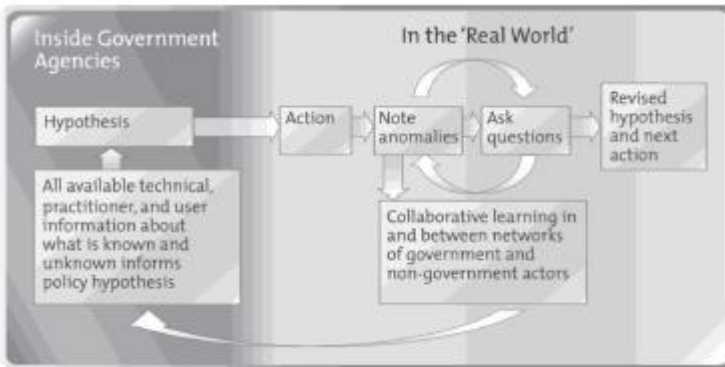 Inside Government
Agencies
In the 'Real World'
Hypothesis
Action
Note
anomalies
Ask
questions
Revised
hypothesis
and next
action
All available technical,
practitioner, and user
information about
what is known and
unknown informs
policy hypothesis
Collaborative learning in
and between networks
of government and
non-government actors